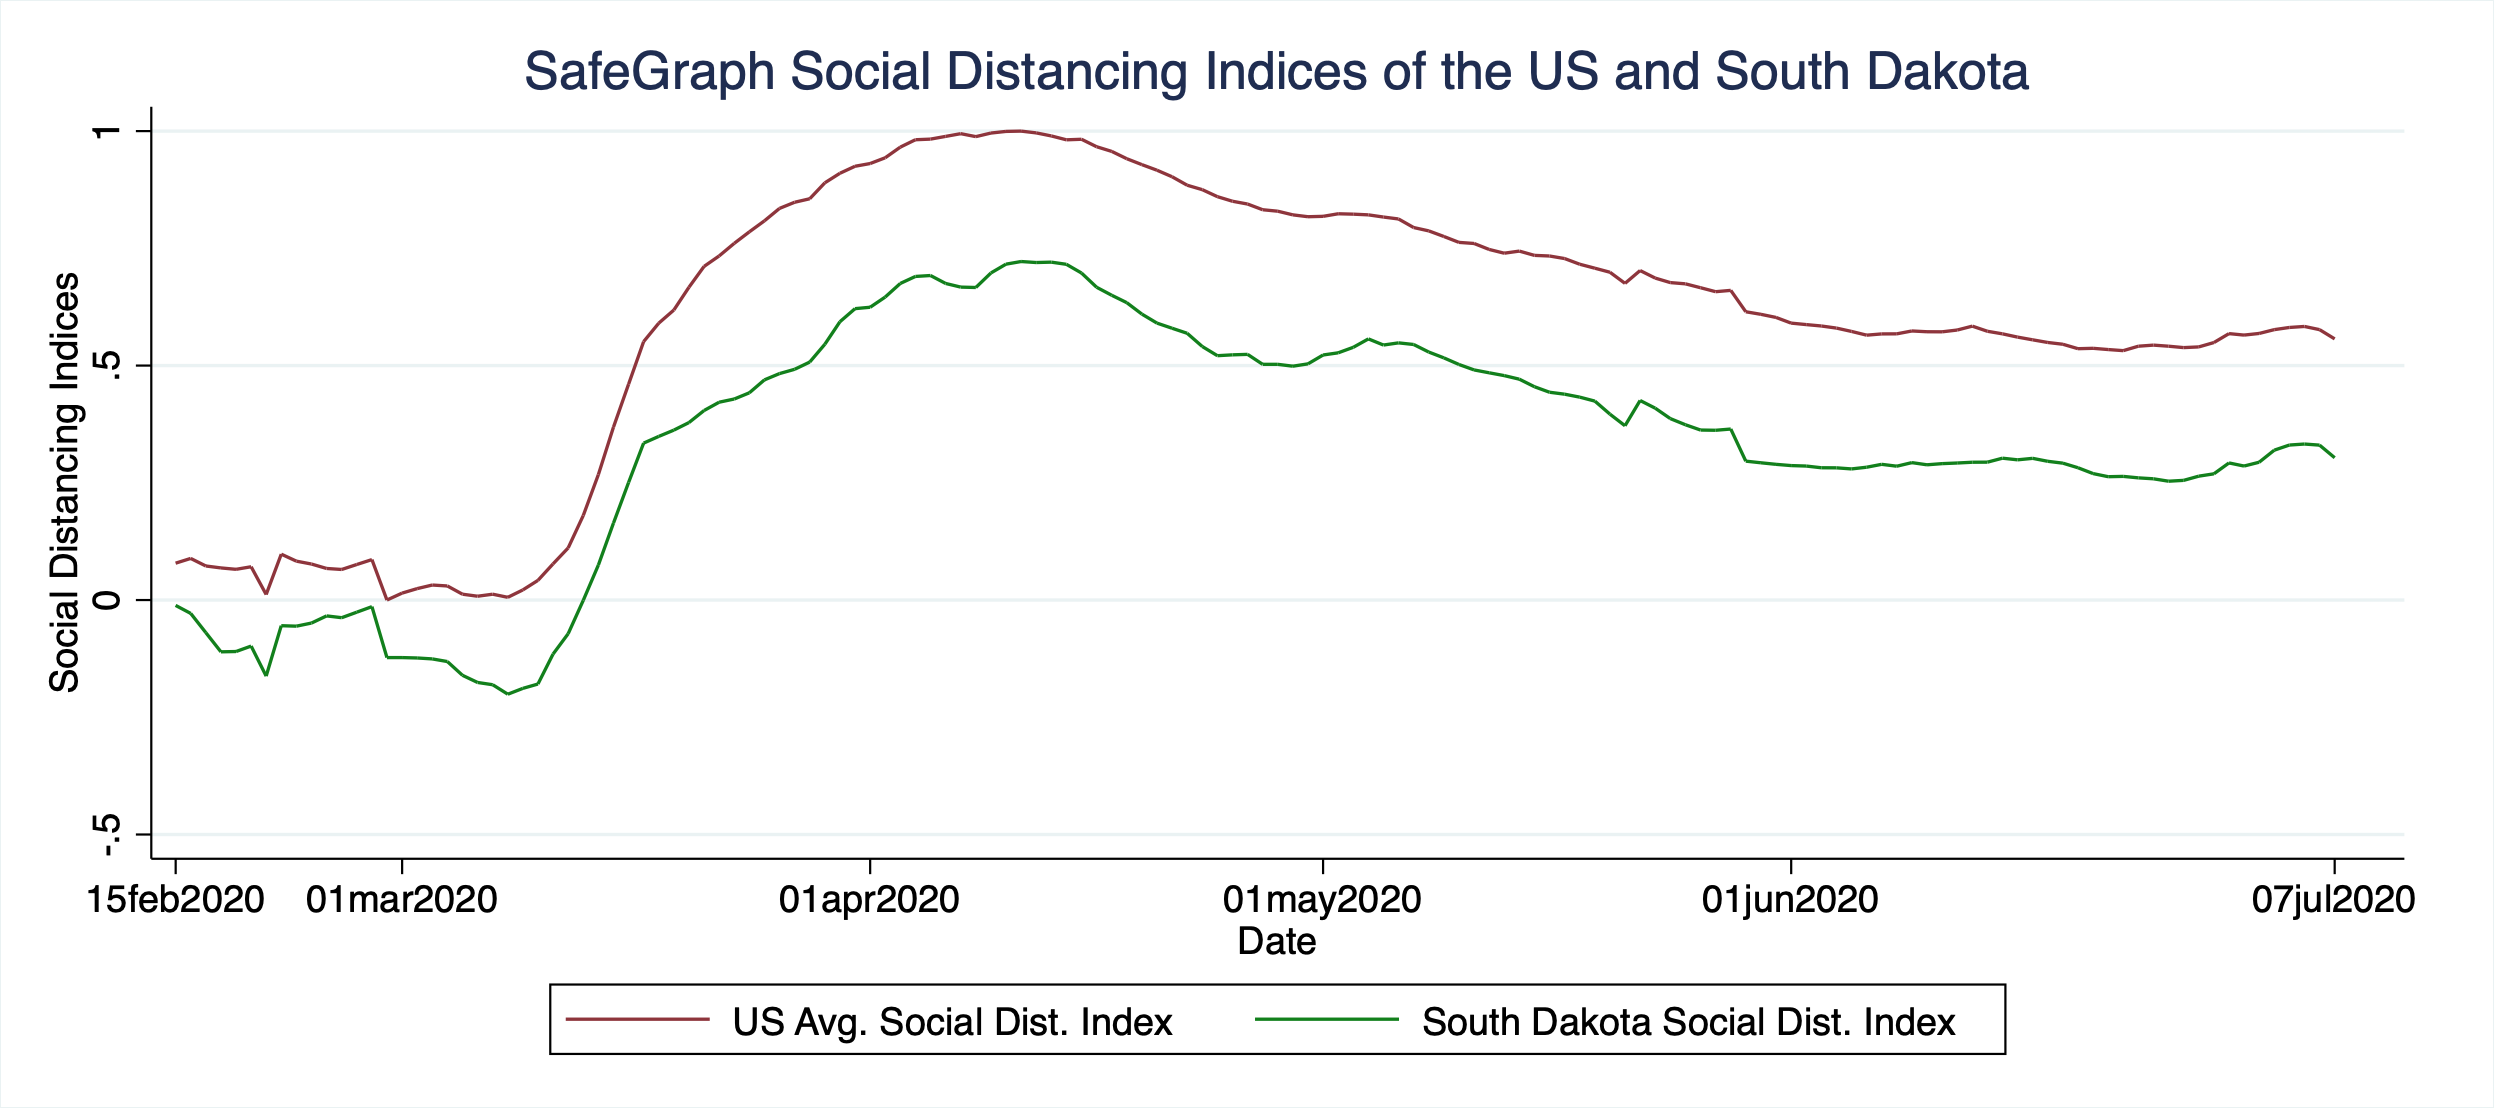 SafeGraph Social Distancing Indices of the US and South Dakota
Social Distancing Indices
1
.5
0
-.5
15feb2020 01mar2020 01apr2020 01may2020 01jun2020 07jul2020
Date
US Avg. Social Dist. Index South Dakota Social Dist. Index